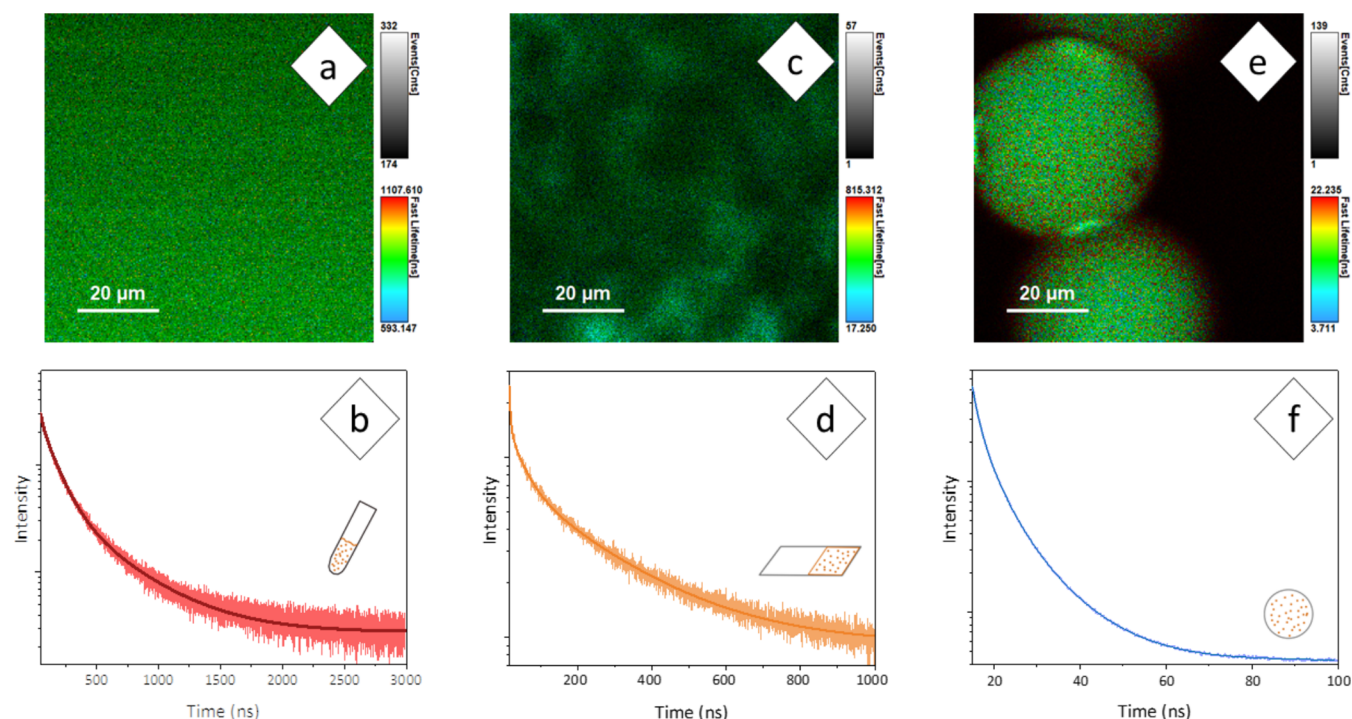 a
332
Events[Cnts]
174
1107.610
Fast Lifetime[ns]
593.147
20 μm
c
57
Events[Cnts]
1
815.312
Fast Lifetime[ns]
17.250
20 μm
e
139
Events[Cnts]
1
22.235
Fast Lifetime[ns]
3.711
20 μm
b
Intensity
500 1000 1500 2000 2500 3000
Time (ns)
d
Intensity
200 400 600 800 1000
Time (ns)
f
Intensity
20 40 60 80 100
Time (ns)